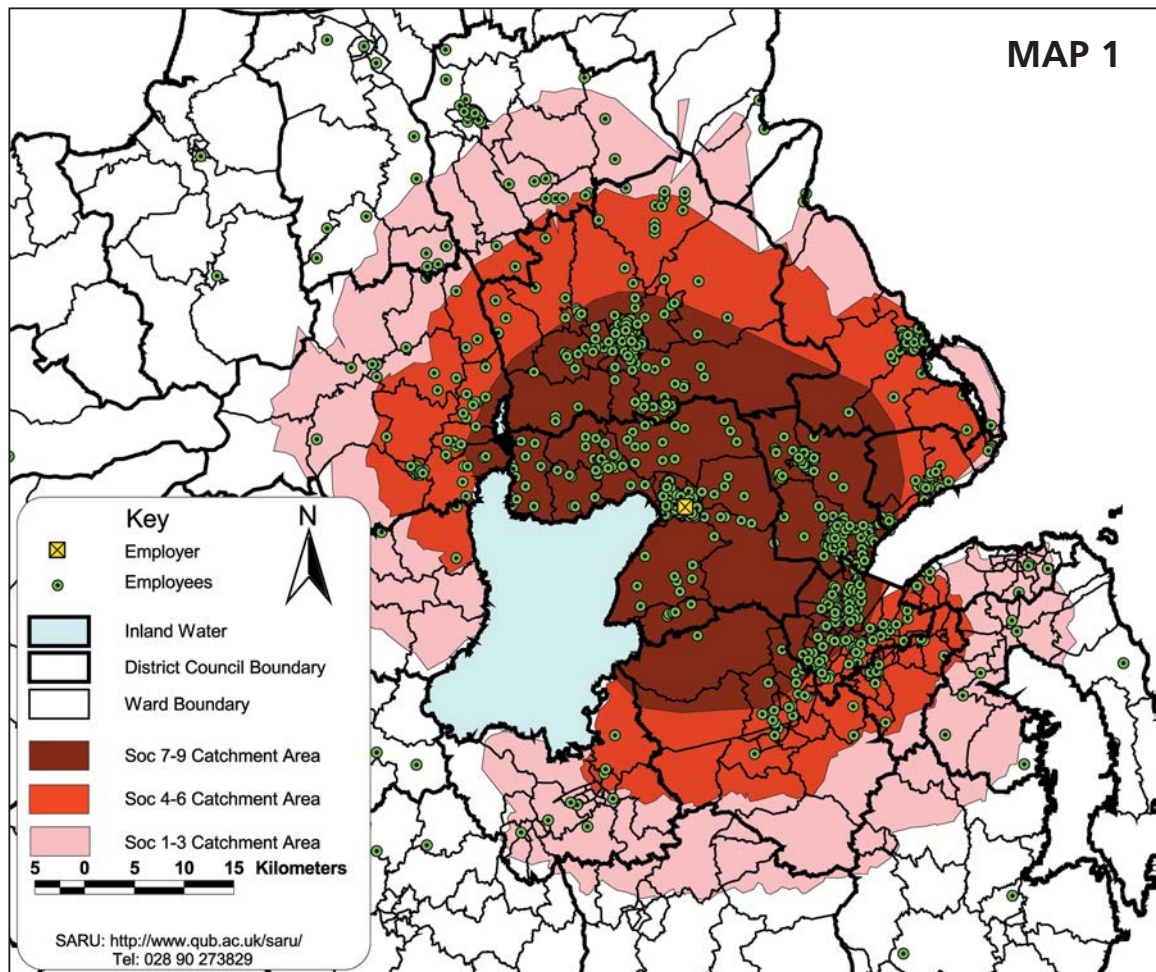 MAP 1
Key
N
Employer
Employees
Inland Water
District Council Boundary
Ward Boundary
Soc 7-9 Catchment Area
Soc 4-6 Catchment Area
Soc 1-3 Catchment Area
5 0 5 10 15 Kilometers
SARU: http://www.qub.ac.uk/saru/
Tel: 028 90 273829